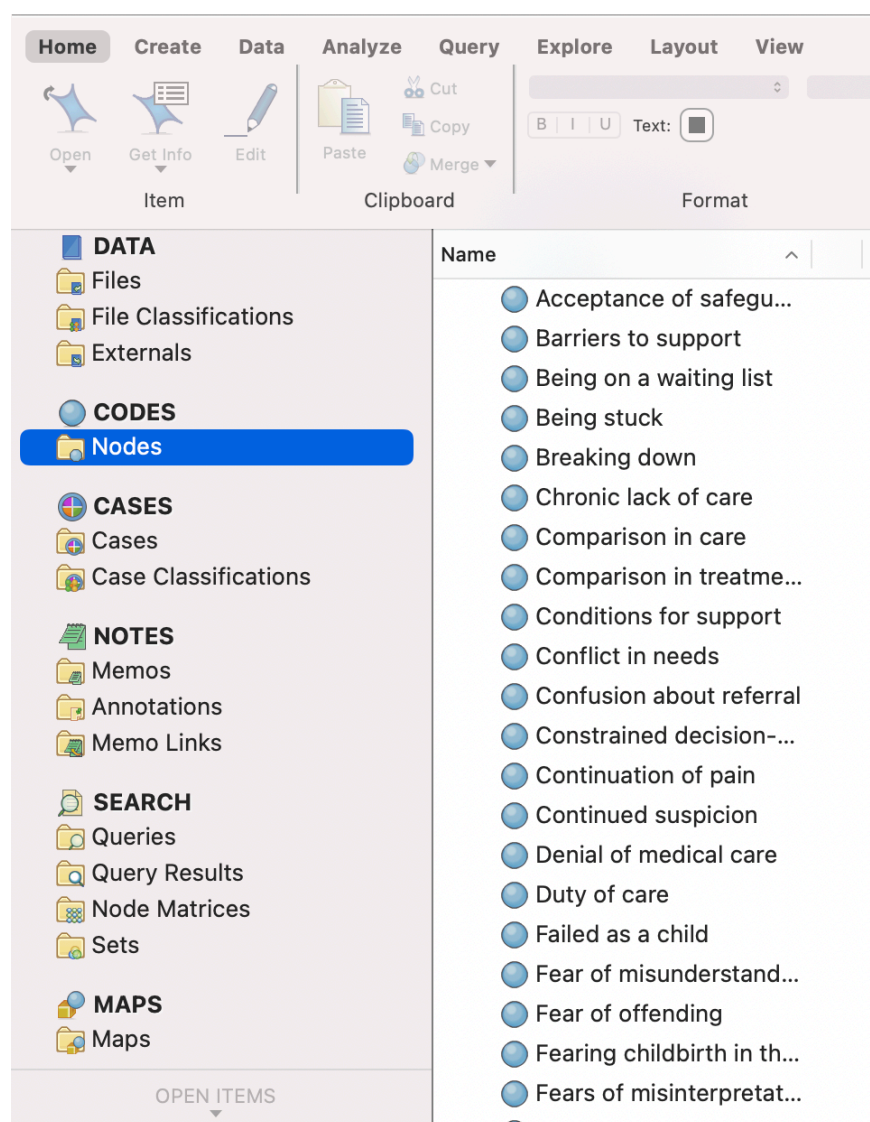 Home Create Data Analyze Query Explore Layout View
Open Get Info Edit Paste Cut Copy Merge B I U Text:
Item Clipboard Format
DATA
Files
File Classifications
Externals
CODES
Nodes
CASES
Cases
Case Classifications
NOTES
Memos
Annotations
Memo Links
SEARCH
Queries
Query Results
Node Matrices
Sets
MAPS
Maps
OPEN ITEMS
Name
Acceptance of safegu...
Barriers to support
Being on a waiting list
Being stuck
Breaking down
Chronic lack of care
Comparison in care
Comparison in treatme...
Conditions for support
Conflict in needs
Confusion about referral
Constrained decision-...
Continuation of pain
Continued suspicion
Denial of medical care
Duty of care
Failed as a child
Fear of misunderstand...
Fear of offending
Fearing childbirth in th...
Fears of misinterpretat...